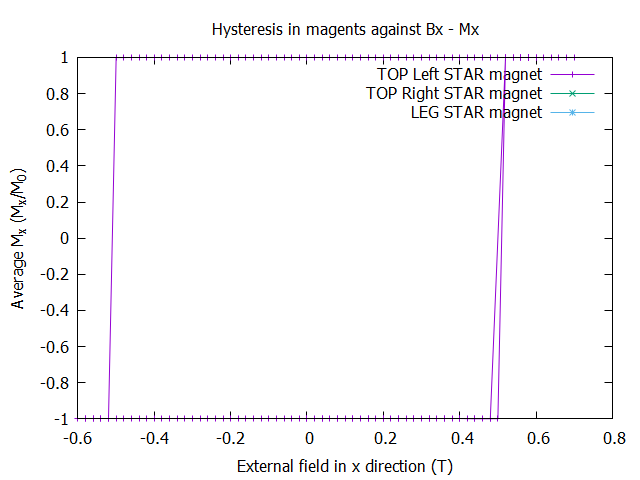 Hysteresis in magents against Bx - Mx
TOP Left STAR magnet
TOP Right STAR magnet
LEG STAR magnet
1
0.8
0.6
0.4
0.2
0
-0.2
-0.4
-0.6
-0.8
-1
Average Mx (Mx/M0)
-0.6 -0.4 -0.2 0 0.2 0.4 0.6 0.8
External field in x direction (T)